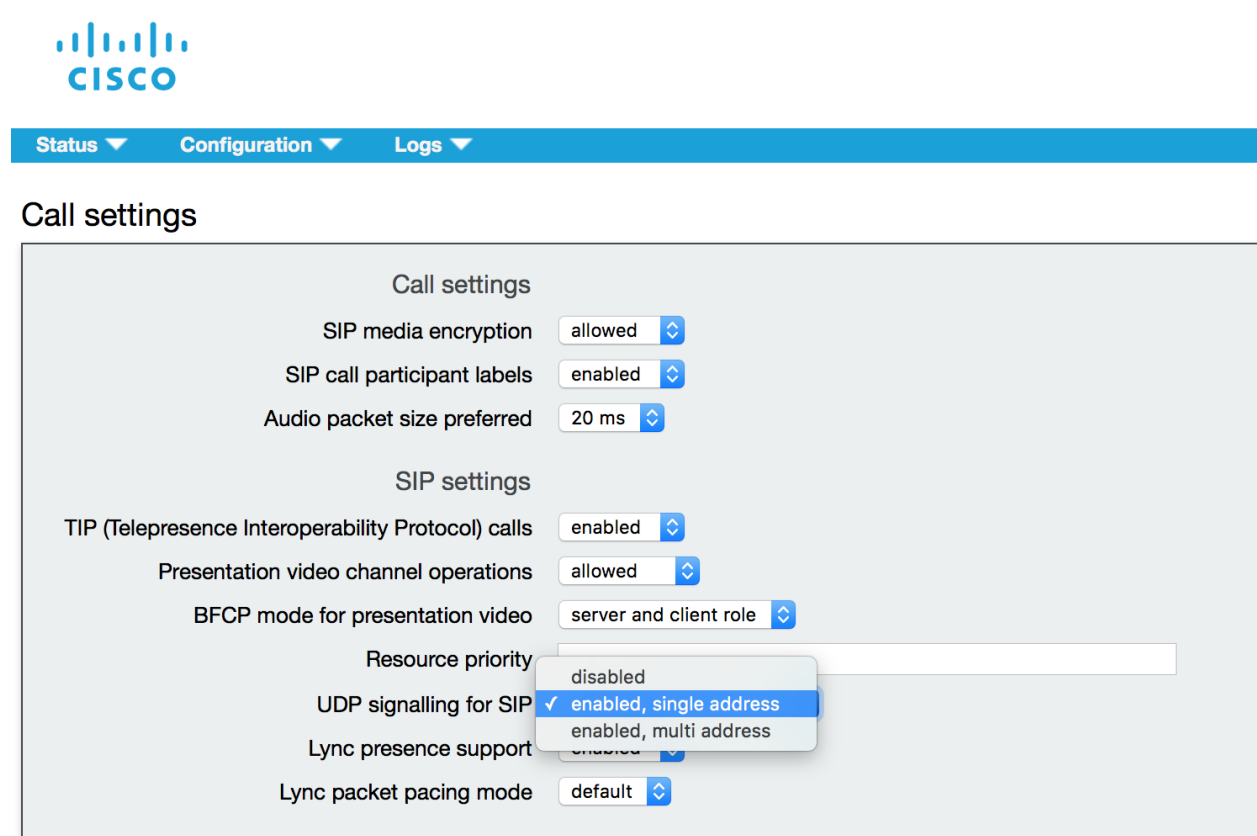 CISCO
Status Configuration Logs
Call settings
Call settings
SIP media encryption allowed
SIP call participant labels enabled
Audio packet size preferred 20 ms
SIP settings
TIP (Telepresence Interoperability Protocol) calls enabled
Presentation video channel operations allowed
BFCP mode for presentation video server and client role
Resource priority
disabled
UDP signalling for SIP ✓ enabled, single address
enabled, multi address
Lync presence support enabled
Lync packet pacing mode default